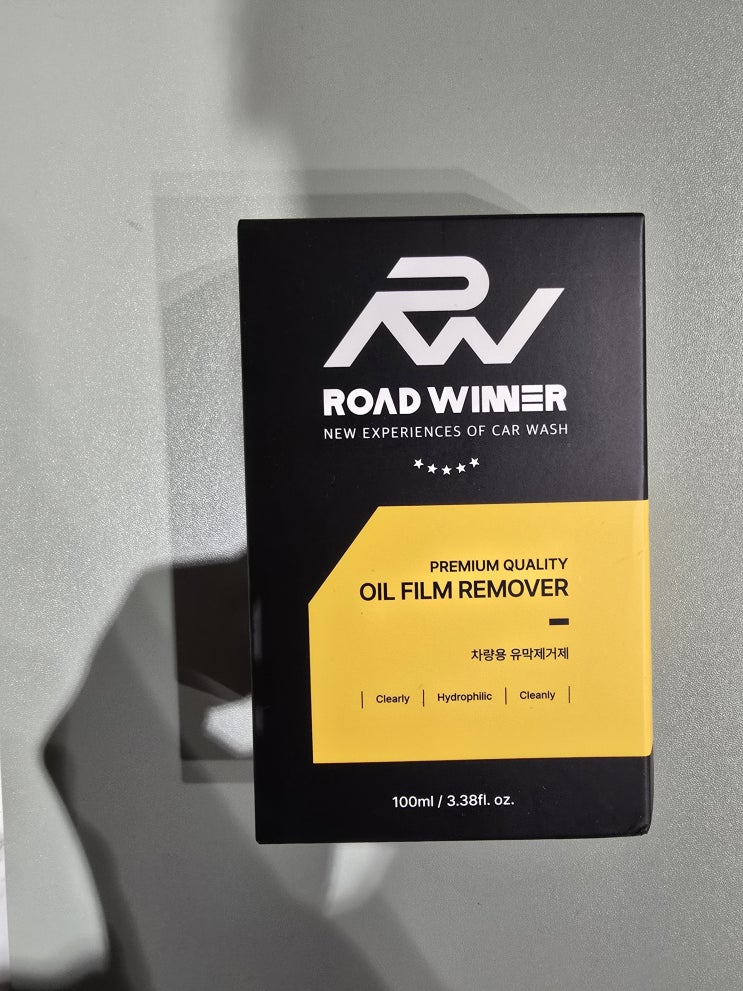 RW
ROAD WINNER
NEW EXPERIENCES OF CAR WASH
PREMIUM QUALITY
OIL FILM REMOVER
차량용 유막제거제
| Clearly | Hydrophilic | Cleanly |
100ml / 3.38fl. oz.